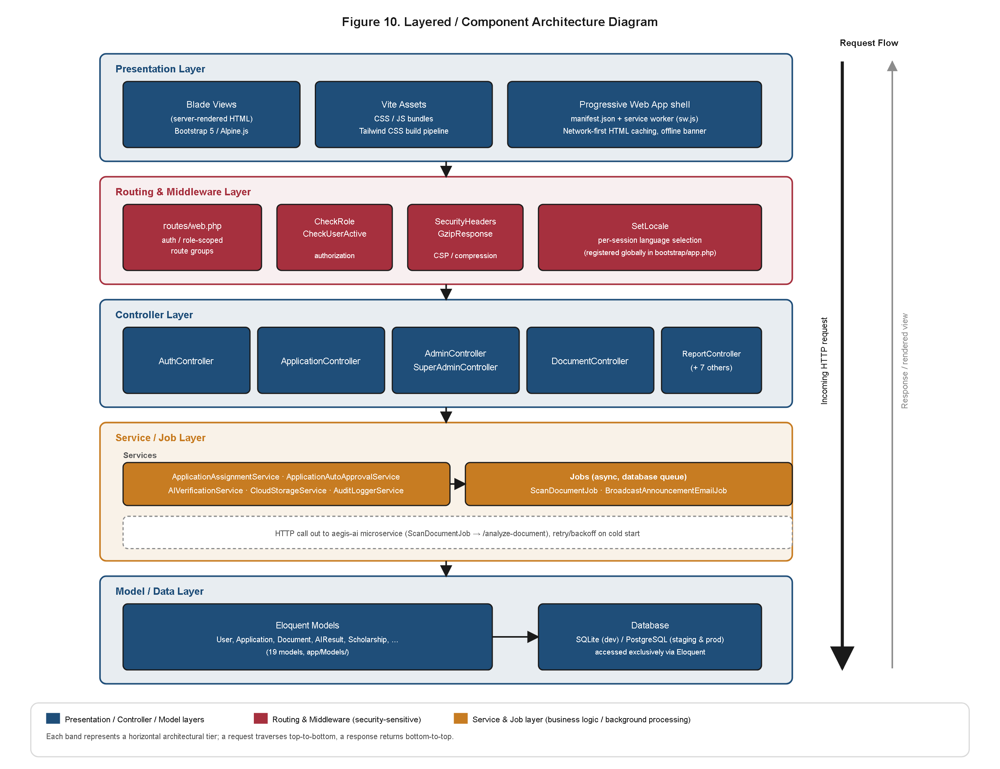 Figure 10. Layered / Component Architecture Diagram
Request Flow
Presentation Layer
Blade Views
(server-rendered HTML)
Bootstrap 5 / Alpine.js
Vite Assets
CSS / JS bundles
Tailwind CSS build pipeline
Progressive Web App shell
manifest.json + service worker (sw.js)
Network-first HTML caching, offline banner
Routing & Middleware Layer
routes/web.php
auth / role-scoped
route groups
CheckRole
CheckUserActive
authorization
SecurityHeaders
GzipResponse
CSP / compression
SetLocale
per-session language selection
(registered globally in bootstrap/app.php)
Controller Layer
AuthController
ApplicationController
AdminController
SuperAdminController
DocumentController
ReportController
(+ 7 others)
Incoming HTTP request
Response / rendered view
Service / Job Layer
Services
ApplicationAssignmentService · ApplicationAutoApprovalService
AIVerificationService · CloudStorageService · AuditLoggerService
Jobs (async, database queue)
ScanDocumentJob · BroadcastAnnouncementEmailJob
HTTP call out to aegis-ai microservice (ScanDocumentJob → /analyze-document), retry/backoff on cold start
Model / Data Layer
Eloquent Models
User, Application, Document, AIResult, Scholarship, ...
(19 models, app/Models/)
Database
SQLite (dev) / PostgreSQL (staging & prod)
accessed exclusively via Eloquent
Presentation / Controller / Model layers
Routing & Middleware (security-sensitive)
Service & Job layer (business logic / background processing)
Each band represents a horizontal architectural tier; a request traverses top-to-bottom, a response returns bottom-to-top.